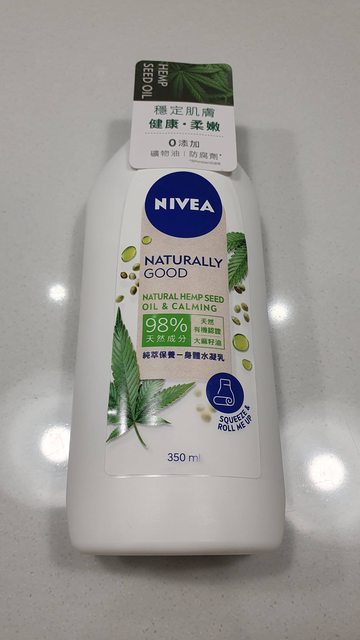 HEMP
SEED OIL
穩定肌膚
健康・柔嫩
0添加
礦物油 | 防腐劑*
NIVEA
NATURALLY
GOOD
NATURAL HEMP SEED
OIL & CALMING
98%
天然成分
天然
有機認證
大麻籽油
純萃保養一身體水凝乳
SQUEEZE &
ROLL ME UP
350 ml